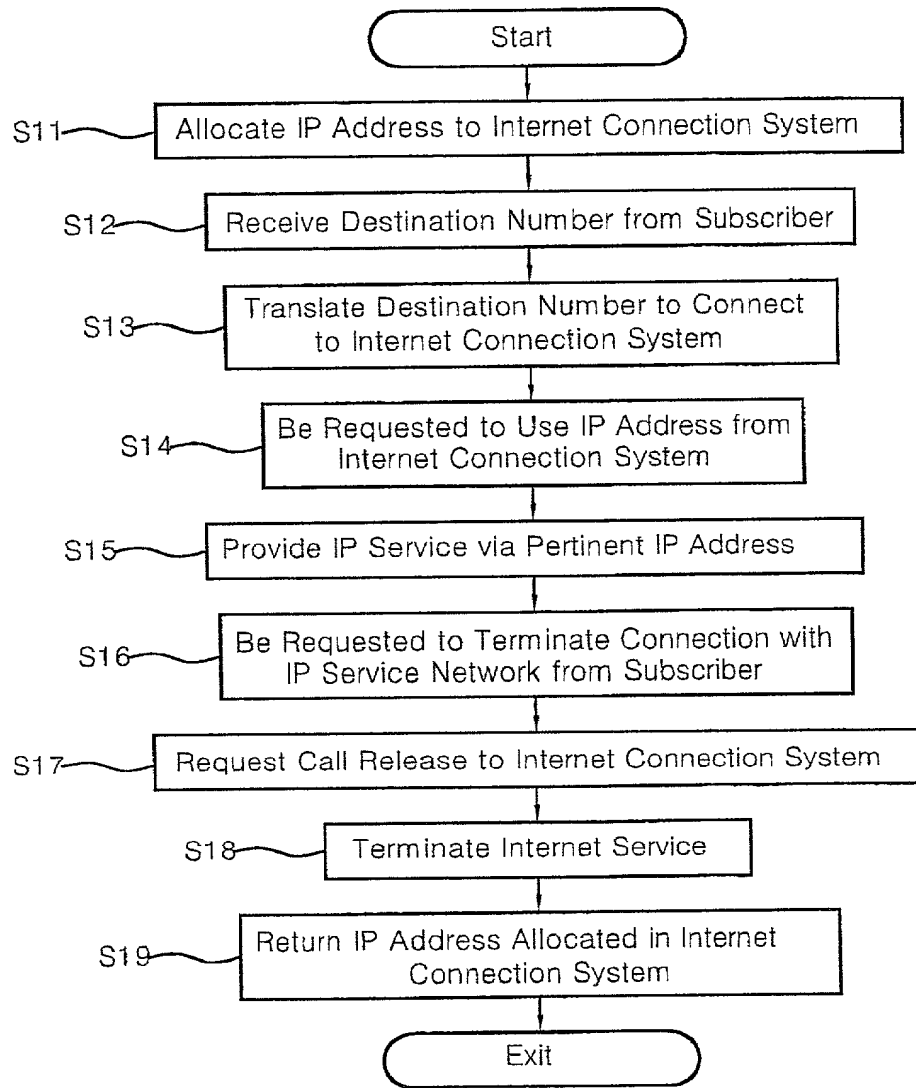 Start
S11
Allocate IP Address to Internet Connection System
S12
Receive Destination Number from Subscriber
S13
Translate Destination Number to Connect
to Internet Connection System
S14
Be Requested to Use IP Address from
Internet Connection System
S15
Provide IP Service via Pertinent IP Address
S16
Be Requested to Terminate Connection with
IP Service Network from Subscriber
S17
Request Call Release to Internet Connection System
S18
Terminate Internet Service
S19
Return IP Address Allocated in Internet
Connection System
Exit